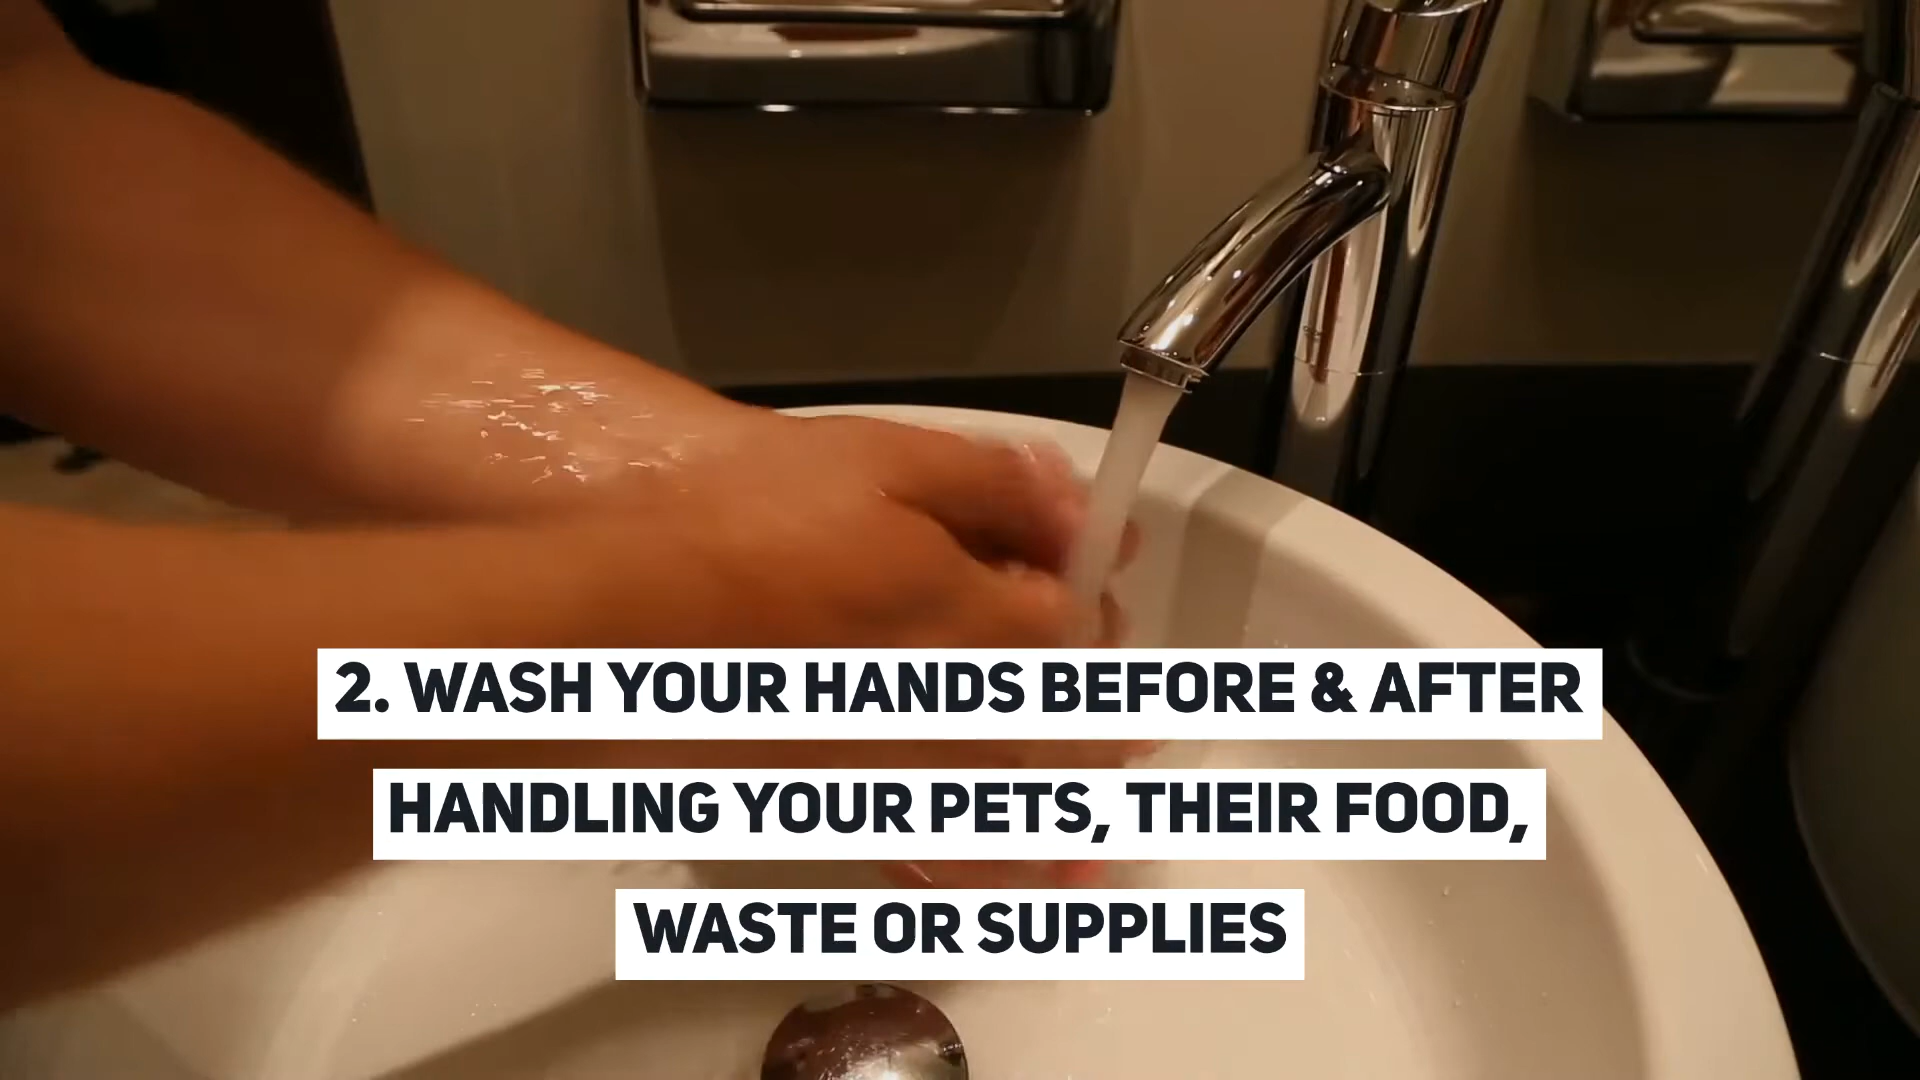 2. WASH YOUR HANDS BEFORE & AFTER
HANDLING YOUR PETS, THEIR FOOD,
WASTE OR SUPPLIES